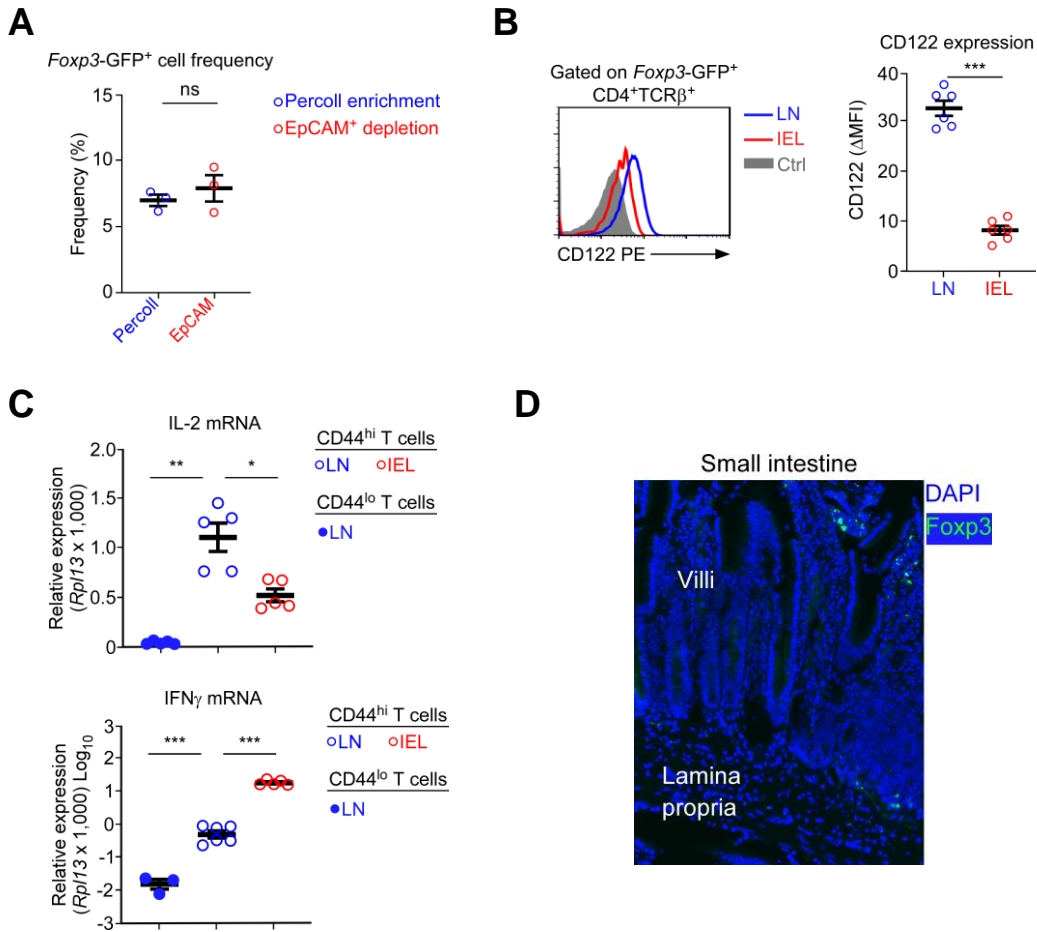 A
Foxp3-GFP⁺ cell frequency
15
10
5
0
Frequency (%)
ns
Percoll enrichment
EpCAM⁺ depletion
Percoll
EpCAM
B
Gated on Foxp3-GFP⁺
CD4⁺TCRβ⁺
LN
IEL
Ctrl
CD122 PE
CD122 expression
***
40
30
20
10
0
CD122 (ΔMFI)
LN
IEL
C
IL-2 mRNA
2.0
1.5
1.0
0.5
0
Relative expression
(Rpl13 x 1,000)
**
*
CD44ʰⁱ T cells
LN IEL
CD44ˡᵒ T cells
LN
IFNγ mRNA
3
2
1
0
-1
-2
-3
Relative expression
(Rpl13 x 1,000) Log₁₀
***
***
CD44ʰⁱ T cells
LN IEL
CD44ˡᵒ T cells
LN
D
Small intestine
DAPI
Foxp3
Villi
Lamina
propria